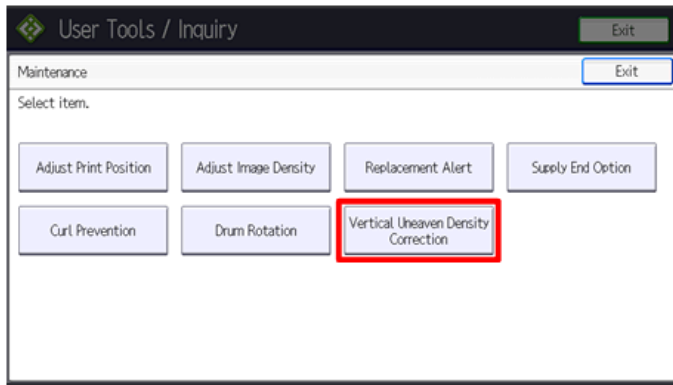 User Tools / Inquiry
Exit
Maintenance
Exit
Select item.
Adjust Print Position
Adjust Image Density
Replacement Alert
Supply End Option
Curl Prevention
Drum Rotation
Vertical Uneaven Density
Correction